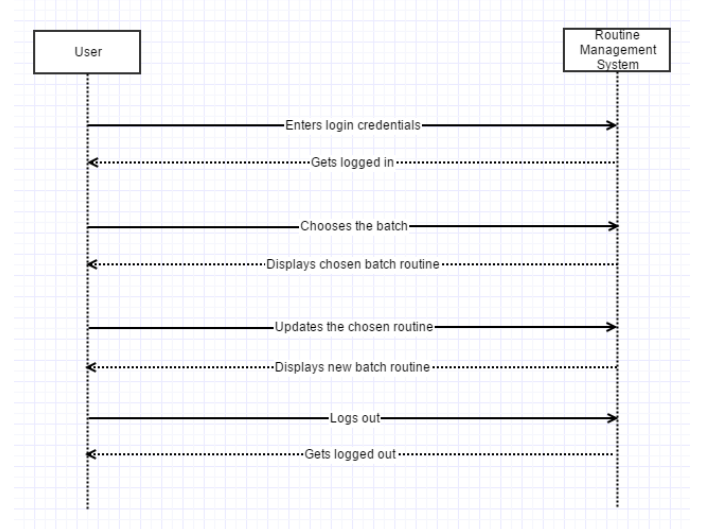 User
Routine
Management
System
Enters login credentials
Gets logged in
Chooses the batch
Displays chosen batch routine
Updates the chosen routine
Displays new batch routine
Logs out
Gets logged out